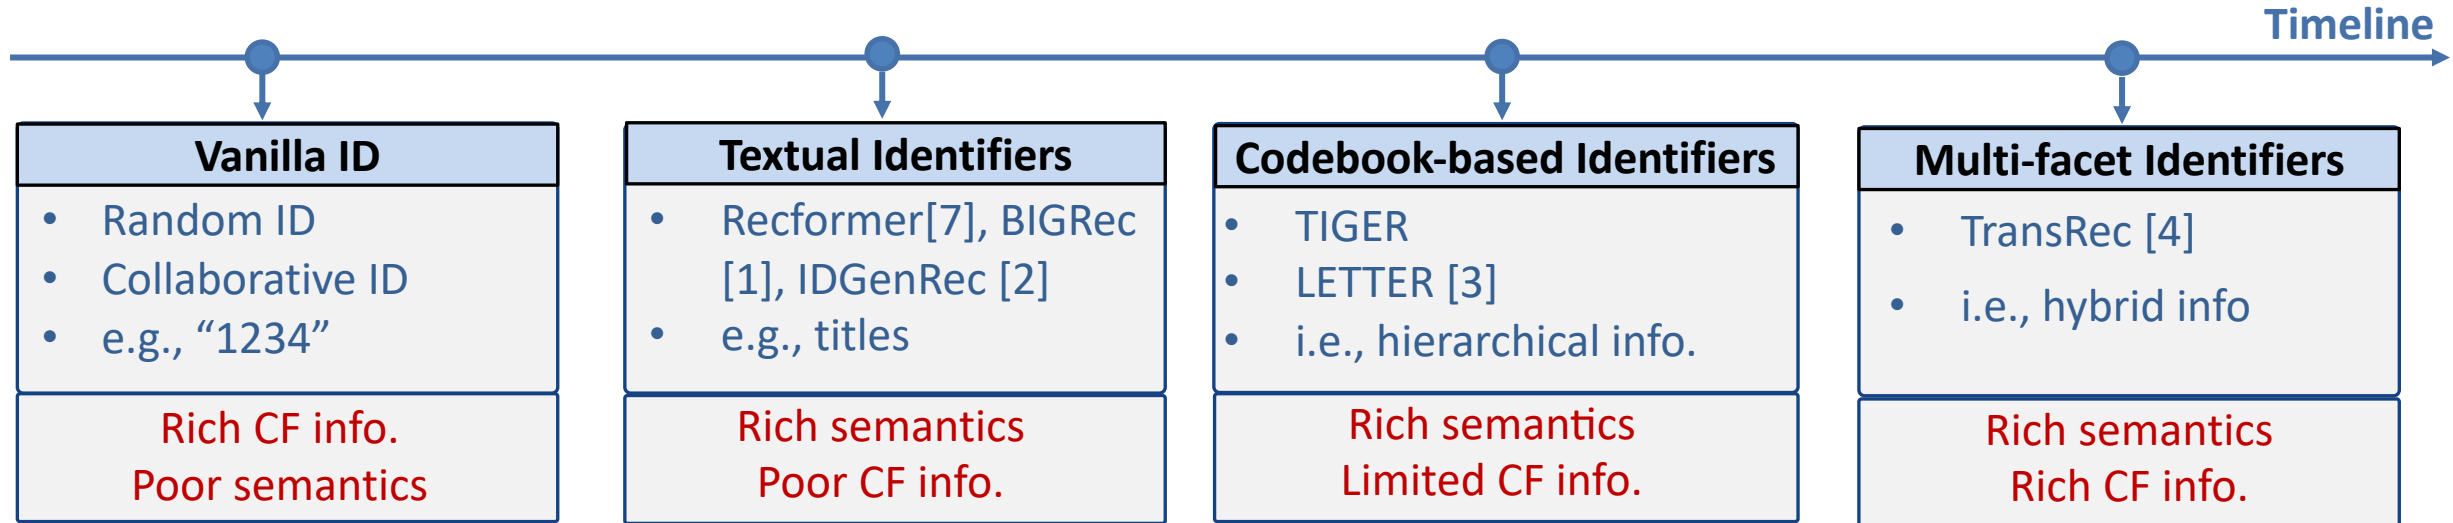 Timeline
Vanilla ID
• Random ID
• Collaborative ID
• e.g., “1234”
Rich CF info.
Poor semantics
Textual Identifiers
• Recformer[7], BIGRec
[1], IDGenRec [2]
• e.g., titles
Rich semantics
Poor CF info.
Codebook-based Identifiers
• TIGER
• LETTER [3]
• i.e., hierarchical info.
Rich semantics
Limited CF info.
Multi-facet Identifiers
• TransRec [4]
• i.e., hybrid info
Rich semantics
Rich CF info.